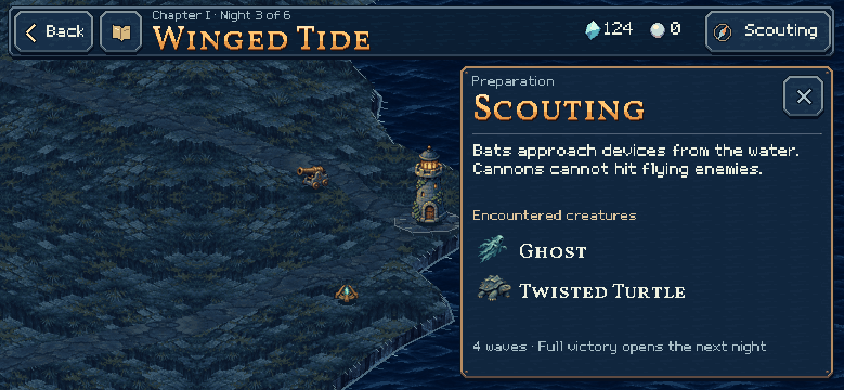 Chapter I · Night 3 of 6
Back
Winged Tide
124
0
Scouting
Preparation
Scouting
Bats approach devices from the water.
Cannons cannot hit flying enemies.
Encountered creatures
Ghost
Twisted Turtle
4 waves · Full victory opens the next night